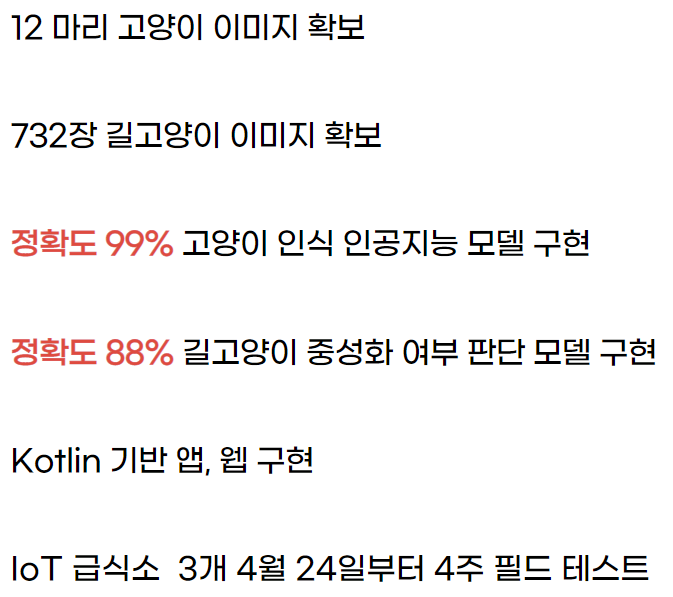 12 마리 고양이 이미지 확보
732장 길고양이 이미지 확보
정확도 99% 고양이 인식 인공지능 모델 구현
정확도 88% 길고양이 중성화 여부 판단 모델 구현
Kotlin 기반 앱, 웹 구현
IoT 급식소 3개 4월 24일부터 4주 필드 테스트